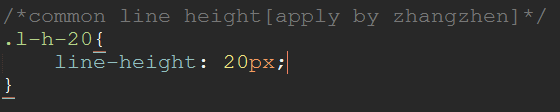 /*common line height[apply by zhangzhen]*/
.l-h-20{
    line-height: 20px;
}